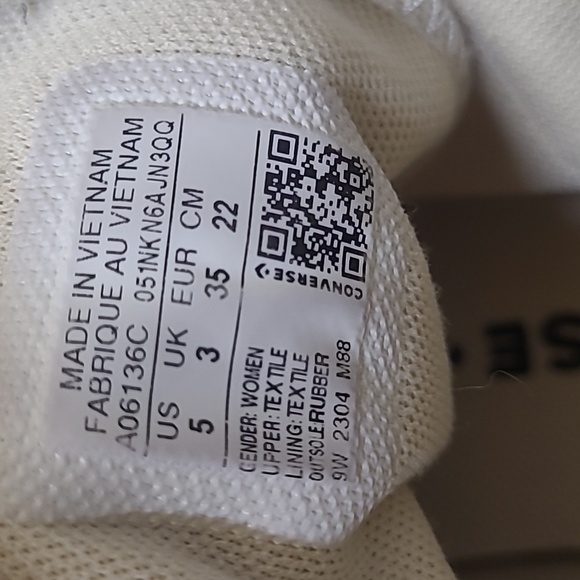 MADE IN VIETNAM
FABRIQUE AU VIETNAM
A06136C 051NKN6AJN3QQ
US UK EUR CM
5 3 35 22
GENDER: WOMEN
UPPER: TEXTILE
LINING: TEXTILE
OUTSOLE:RUBBER
9W 2304 M88
CONVERSE
SE